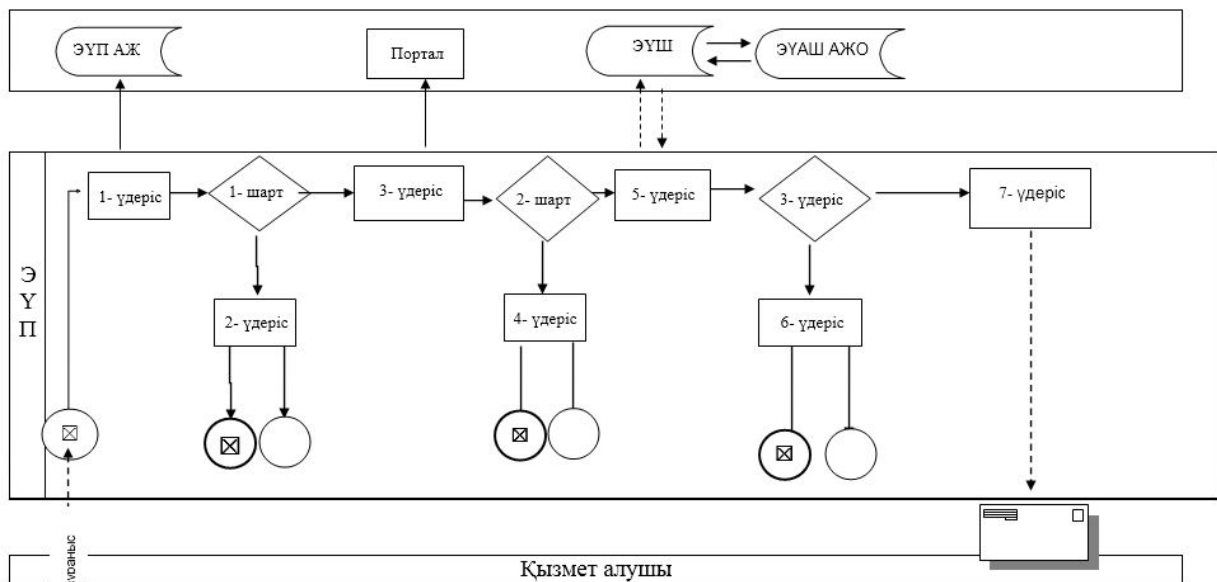 ЭҮП АЖ
Портал
ЭҮШ
ЭҮАШ АЖО
1- үдеріс
1- шарт
3- үдеріс
2- шарт
5- үдеріс
3- үдеріс
7- үдеріс
ЭҮП
2- үдеріс
4- үдеріс
6- үдеріс
Қызмет алушы